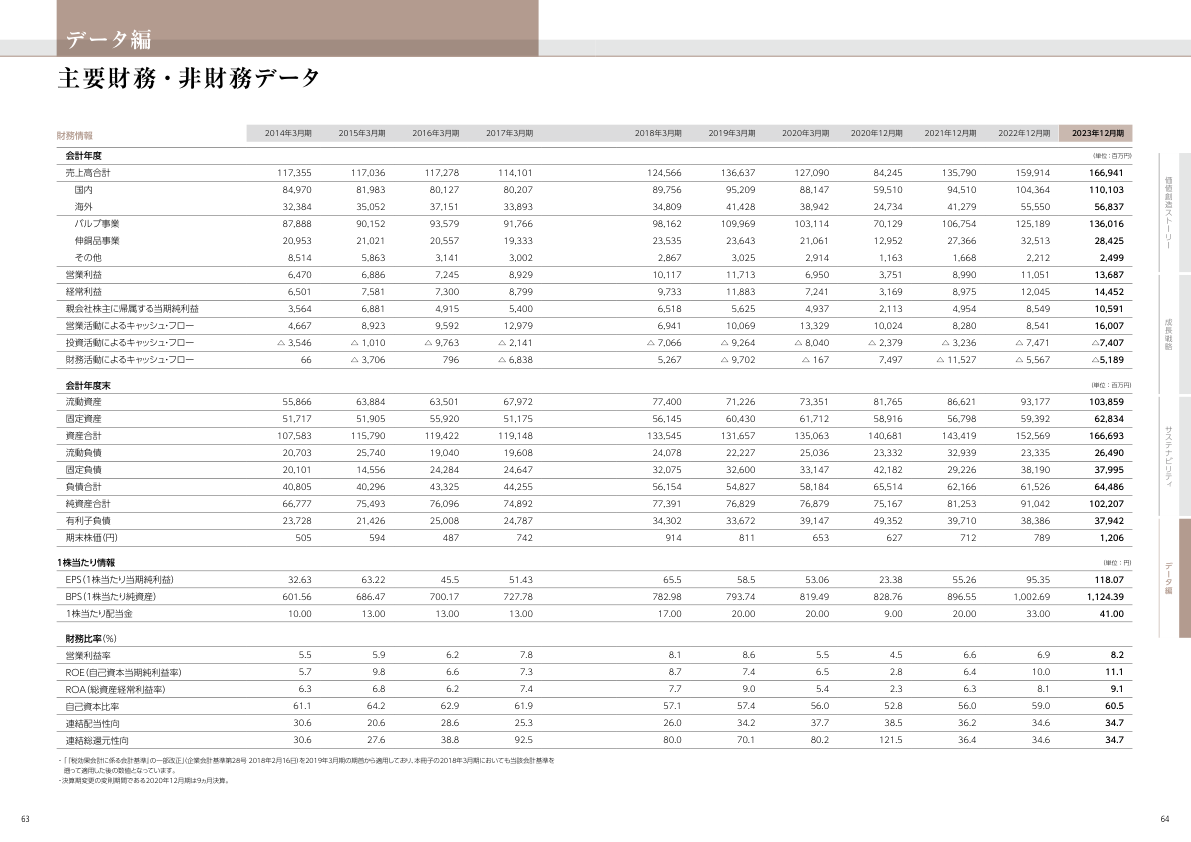 データ編
主要財務・非財務データ
財務情報 2014年3月期 2015年3月期 2016年3月期 2017年3月期 2018年3月期 2019年3月期 2020年3月期 2020年12月期 2021年12月期 2022年12月期 2023年12月期
会計年度 (単位:百万円)
売上高合計 117,355 117,036 117,278 114,101 124,566 136,637 127,090 84,245 135,790 159,914 166,941
国内 84,970 81,983 80,127 80,207 89,756 95,209 88,147 59,510 94,510 104,364 110,103
海外 32,384 35,052 37,151 33,893 34,809 41,428 38,942 24,734 41,279 55,550 56,837
バルブ事業 87,888 90,152 93,579 91,766 98,162 109,969 103,114 70,129 106,754 125,189 136,016
伸銅品事業 20,953 21,021 20,557 19,333 23,535 23,643 21,061 12,952 27,366 32,513 28,425
その他 8,514 5,863 3,141 3,002 2,867 3,025 2,914 1,163 1,668 2,212 2,499
営業利益 6,470 6,886 7,245 8,929 10,117 11,713 6,950 3,751 8,990 11,051 13,687
経常利益 6,501 7,581 7,300 8,799 9,733 11,883 7,241 3,169 8,975 12,045 14,452
親会社株主に帰属する当期純利益 3,564 6,881 4,915 5,400 6,518 5,625 4,937 2,113 4,954 8,549 10,591
営業活動によるキャッシュ・フロー 4,667 8,923 9,592 12,979 6,941 10,069 13,329 10,024 8,280 8,541 16,007
投資活動によるキャッシュ・フロー △ 3,546 △ 1,010 △ 9,763 △ 2,141 △ 7,066 △ 9,264 △ 8,040 △ 2,379 △ 3,236 △ 7,471 △7,407
財務活動によるキャッシュ・フロー 66 △ 3,706 796 △ 6,838 5,267 △ 9,702 △ 167 7,497 △ 11,527 △ 5,567 △5,189
会計年度末 (単位:百万円)
流動資産 55,866 63,884 63,501 67,972 77,400 71,226 73,351 81,765 86,621 93,177 103,859
固定資産 51,717 51,905 55,920 51,175 56,145 60,430 61,712 58,916 56,798 59,392 62,834
資産合計 107,583 115,790 119,422 119,148 133,545 131,657 135,063 140,681 143,419 152,569 166,693
流動負債 20,703 25,740 19,040 19,608 24,078 22,227 25,036 23,332 32,939 23,335 26,490
固定負債 20,101 14,556 24,284 24,647 32,075 32,600 33,147 42,182 29,226 38,190 37,995
負債合計 40,805 40,296 43,325 44,255 56,154 54,827 58,184 65,514 62,166 61,526 64,486
純資産合計 66,777 75,493 76,096 74,892 77,391 76,829 76,879 75,167 81,253 91,042 102,207
有利子負債 23,728 21,426 25,008 24,787 34,302 33,672 39,147 49,352 39,710 38,386 37,942
期末株価(円) 505 594 487 742 914 811 653 627 712 789 1,206
1株当たり情報 (単位:円)
EPS(1株当たり当期純利益) 32.63 63.22 45.5 51.43 65.5 58.5 53.06 23.38 55.26 95.35 118.07
BPS(1株当たり純資産) 601.56 686.47 700.17 727.78 782.98 793.74 819.49 828.76 896.55 1,002.69 1,124.39
1株当たり配当金 10.00 13.00 13.00 13.00 17.00 20.00 20.00 9.00 20.00 33.00 41.00
財務比率(%)
営業利益率 5.5 5.9 6.2 7.8 8.1 8.6 5.5 4.5 6.6 6.9 8.2
ROE(自己資本当期純利益率) 5.7 9.8 6.6 7.3 8.7 7.4 6.5 2.8 6.4 10.0 11.1
ROA(総資産経常利益率) 6.3 6.8 6.2 7.4 7.7 9.0 5.4 2.3 6.3 8.1 9.1
自己資本比率 61.1 64.2 62.9 61.9 57.1 57.4 56.0 52.8 56.0 59.0 60.5
連結配当性向 30.6 20.6 28.6 25.3 26.0 34.2 37.7 38.5 36.2 34.6 34.7
連結総還元性向 30.6 27.6 38.8 92.5 80.0 70.1 80.2 121.5 36.4 34.6 34.7
・「『税効果会計に係る会計基準』の一部改正」(企業会計基準第28号 2018年2月16日)を2019年3月期の期首から適用しており、本冊子の2018年3月期においても当該会計基準を
遡って適用した後の数値となっています。
・決算期変更の変則期間である2020年12月期は9ヵ月決算。
価値創造ストーリー
成長戦略
サステナビリティ
データ編
63
64